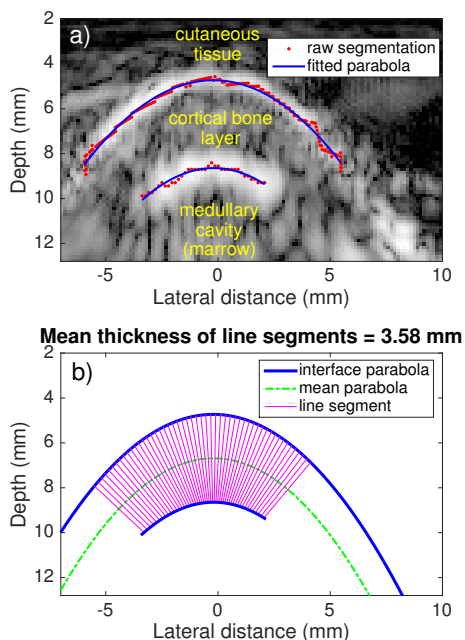 a)
cutaneous
tissue
raw segmentation
fitted parabola
cortical bone
layer
medullary
cavity
(marrow)
2
4
6
8
10
12
Depth (mm)
-5
0
5
10
Lateral distance (mm)
Mean thickness of line segments = 3.58 mm
b)
interface parabola
mean parabola
line segment
2
4
6
8
10
12
Depth (mm)
-5
0
5
10
Lateral distance (mm)